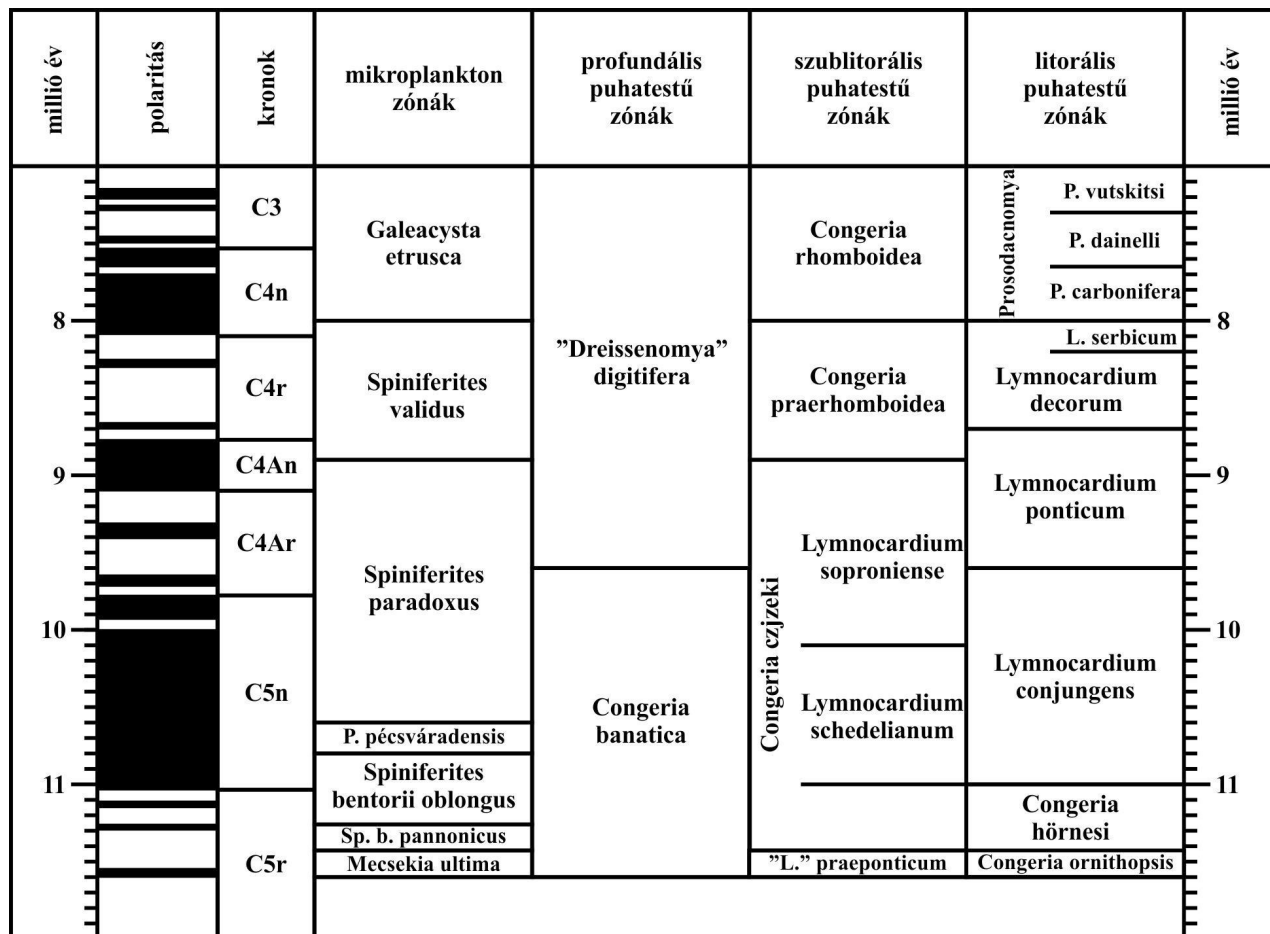 millió év
polaritás
kronok
mikroplankton
zónák
profundális
puhatestű
zónák
szublitorális
puhatestű
zónák
litorális
puhatestű
zónák
millió év
8
9
10
11
C3
C4n
C4r
C4An
C4Ar
C5n
C5r
Galeacysta
etrusca
Spiniferites
validus
Spiniferites
paradoxus
P. pécsváradensis
Spiniferites
bentorii oblongus
Sp. b. pannonicus
Mecsekia ultima
”Dreissenomya”
digitifera
Congeria
banatica
Congeria
rhomboidea
Congeria
praerhomboidea
Congeria czjzeki
Lymnocardium
soproniense
Lymnocardium
schedelianum
”L.” praeponticum
Prosodacnomya
P. vutskitsi
P. dainelli
P. carbonifera
L. serbicum
Lymnocardium
decorum
Lymnocardium
ponticum
Lymnocardium
conjungens
Congeria
hörnesi
Congeria ornithopsis
8
9
10
11